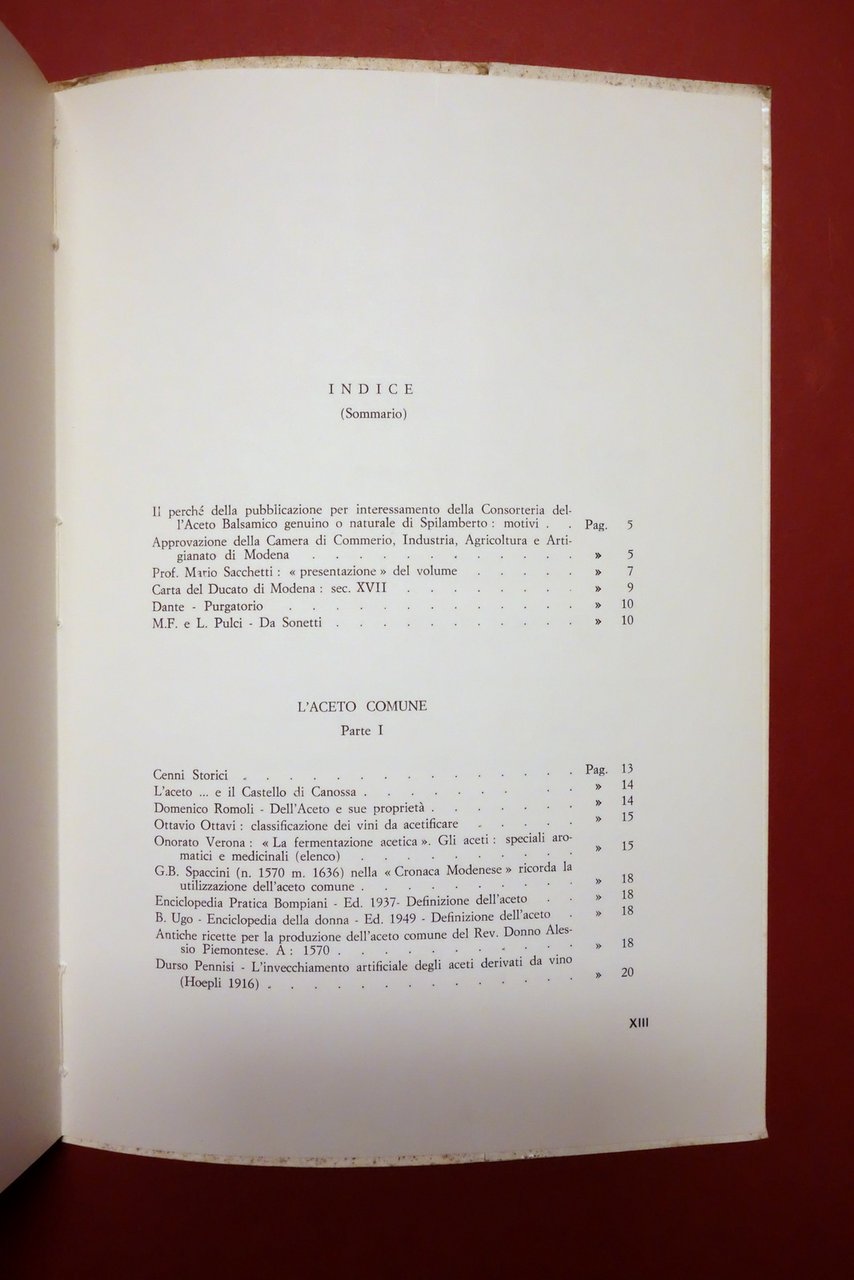 INDICE
(Sommario)
Il perché della pubblicazione per interessamento della Consorteria del-
l'Aceto Balsamico genuino o naturale di Spilamberto : motivi . . Pag. 5
Approvazione della Camera di Commerio, Industria, Agricoltura e Arti-
gianato di Modena . . . . . . . . . . . » 5
Prof. Mario Sacchetti : « presentazione » del volume . . . . . » 7
Carta del Ducato di Modena : sec. XVII . . . . . . . . » 9
Dante - Purgatorio . . . . . . . . . . . . » 10
M.F. e L. Pulci - Da Sonetti . . . . . . . . . . » 10
L'ACETO COMUNE
Parte I
Cenni Storici . . . . . . . . . . . . . . Pag. 13
L'aceto ... e il Castello di Canossa . . . . . . . . . » 14
Domenico Romoli - Dell'Aceto e sue proprietà . . . . . . . » 14
Ottavio Ottavi : classificazione dei vini da acetificare . . . . . » 15
Onorato Verona : « La fermentazione acetica ». Gli aceti : speciali aro-
matici e medicinali (elenco) . . . . . . . . . . » 15
G.B. Spaccini (n. 1570 m. 1636) nella « Cronaca Modenese » ricorda la
utilizzazione dell'aceto comune . . . . . . . . . . » 18
Enciclopedia Pratica Bompiani - Ed. 1937- Definizione dell'aceto . . » 18
B. Ugo - Enciclopedia della donna - Ed. 1949 - Definizione dell'aceto . » 18
Antiche ricette per la produzione dell'aceto comune del Rev. Donno Ales-
sio Piemontese. A : 1570 . . . . . . . . . . . » 18
Durso Pennisi - L'invecchiamento artificiale degli aceti derivati da vino
(Hoepli 1916) . . . . . . . . . . . . . . » 20
XIII